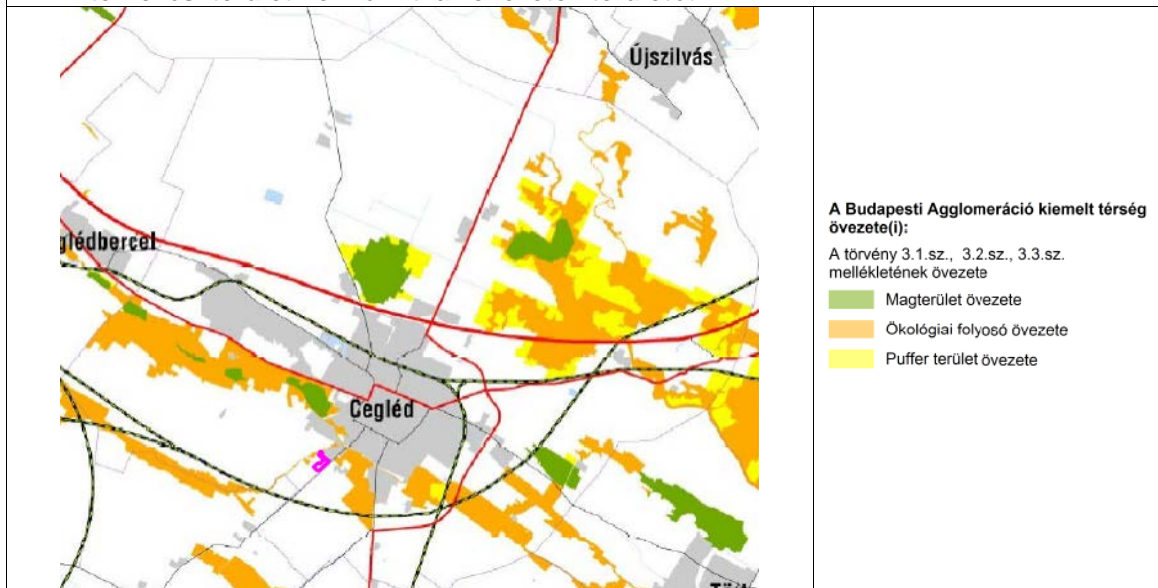 Újszilvás
glédbercel
Cegléd
A Budapesti Agglomeráció kiemelt térség
övezete(i):
A törvény 3.1.sz., 3.2.sz., 3.3.sz.
mellékletének övezete
Magterület övezete
Ökológiai folyosó övezete
Puffer terület övezete